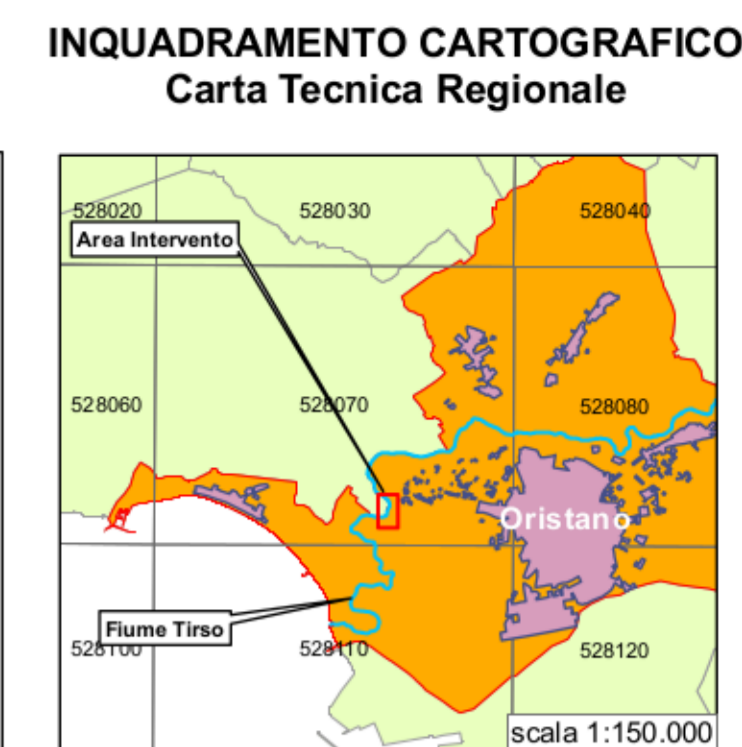 INQUADRAMENTO CARTOGRAFICO
Carta Tecnica Regionale
528020
528030
528040
Area Intervento
528060
528070
528080
Oristano
Fiume Tirso
528100
528110
528120
scala 1:150.000